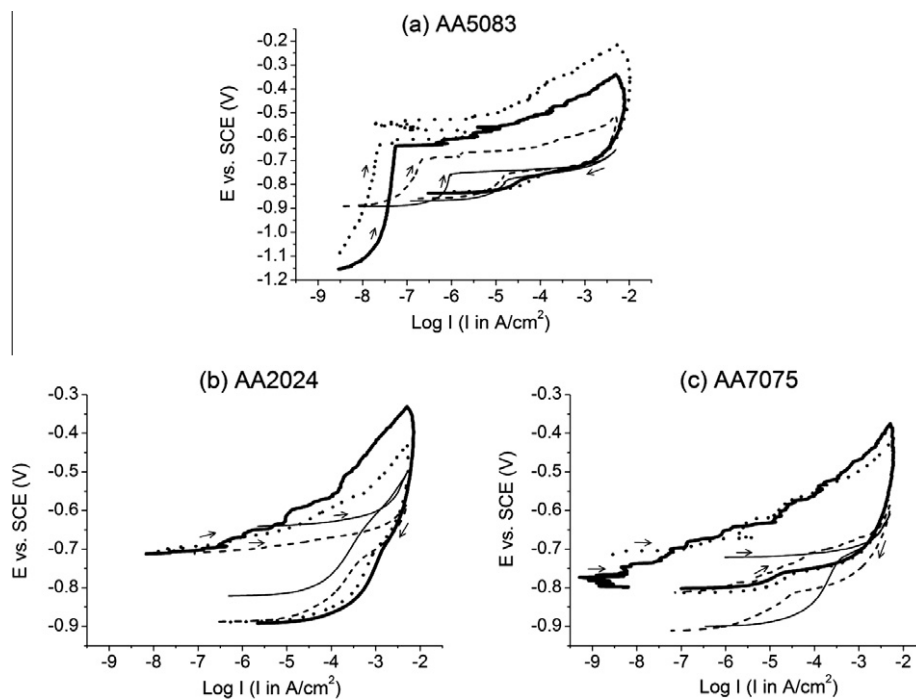 (a) AA5083
-0.2
-0.3
-0.4
-0.5
-0.6
-0.7
-0.8
-0.9
-1.0
-1.1
-1.2
E vs. SCE (V)
-9 -8 -7 -6 -5 -4 -3 -2
Log I (I in A/cm²)
(b) AA2024
-0.3
-0.4
-0.5
-0.6
-0.7
-0.8
-0.9
E vs. SCE (V)
-9 -8 -7 -6 -5 -4 -3 -2
Log I (I in A/cm²)
(c) AA7075
-0.3
-0.4
-0.5
-0.6
-0.7
-0.8
-0.9
E vs. SCE (V)
-9 -8 -7 -6 -5 -4 -3 -2
Log I (I in A/cm²)